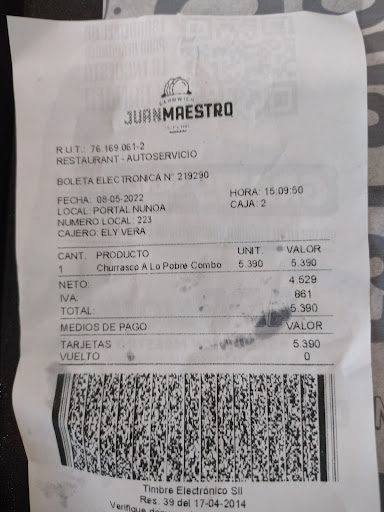 SANDWICH
JUANMAESTRO
R.U.T.: 76.169.061-2
RESTAURANT - AUTOSERVICIO
BOLETA ELECTRONICA N° 219290
FECHA: 08-05-2022 HORA: 15:09:50
LOCAL: PORTAL NUNOA CAJA: 2
NUMERO LOCAL: 223
CAJERO: ELY VERA
CANT. PRODUCTO UNIT. VALOR
1 Churrasco A Lo Pobre Combo 5.390 5.390
NETO: 4.529
IVA: 861
TOTAL: 5.390
MEDIOS DE PAGO VALOR
TARJETAS 5.390
VUELTO 0
Timbre Electrónico SII
Res. 39 del 17-04-2014
Verifique